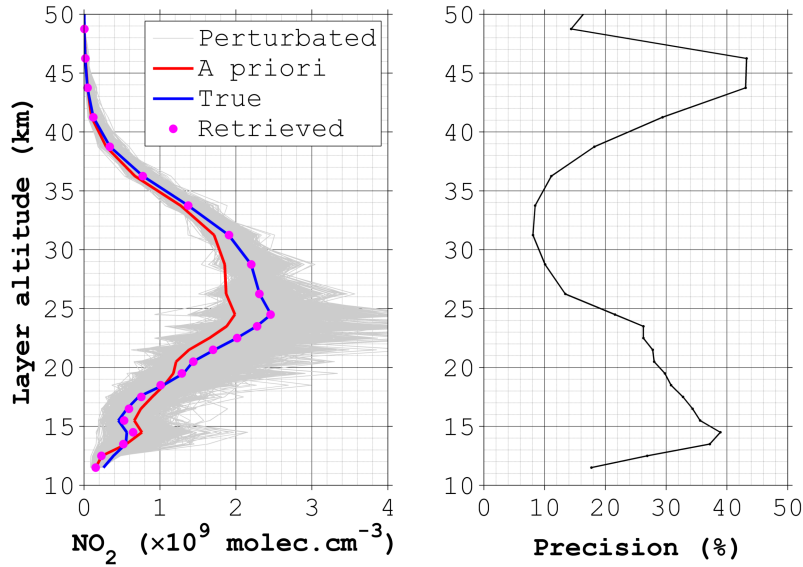 50
45
40
35
30
25
20
15
10
Layer altitude (km)
Perturbated
A priori
True
Retrieved
0 1 2 3 4
NO₂ (×10⁹ molec.cm⁻³)
50
45
40
35
30
25
20
15
10
0 10 20 30 40 50
Precision (%)